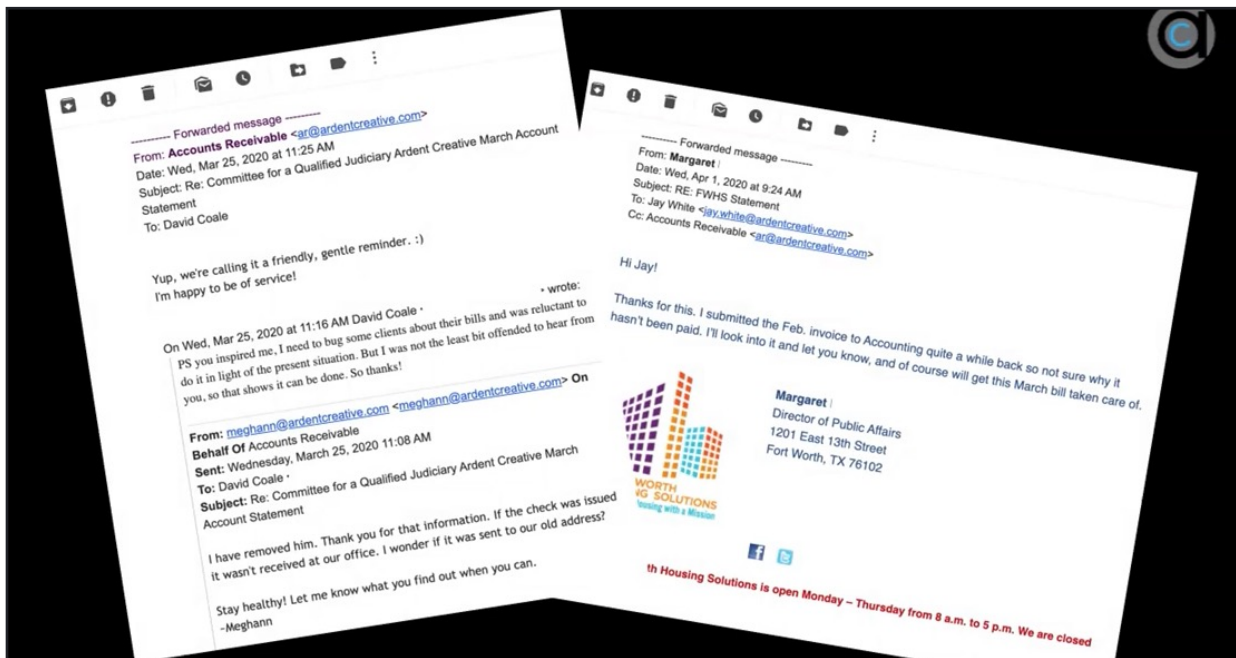 ---------- Forwarded message ---------
From: Accounts Receivable <ar@ardentcreative.com>
Date: Wed, Mar 25, 2020 at 11:25 AM
Subject: Re: Committee for a Qualified Judiciary Ardent Creative March Account
Statement
To: David Coale
Yup, we're calling it a friendly, gentle reminder. :)
I'm happy to be of service!
On Wed, Mar 25, 2020 at 11:16 AM David Coale
wrote:
PS you inspired me, I need to bug some clients about their bills and was reluctant to
do it in light of the present situation. But I was not the least bit offended to hear from
you, so that shows it can be done. So thanks!
From: meghann@ardentcreative.com <meghann@ardentcreative.com> On
Behalf Of Accounts Receivable
Sent: Wednesday, March 25, 2020 11:08 AM
To: David Coale
Subject: Re: Committee for a Qualified Judiciary Ardent Creative March
Account Statement
I have removed him. Thank you for that information. If the check was issued
it wasn't received at our office. I wonder if it was sent to our old address?
Stay healthy! Let me know what you find out when you can.
-Meghann
---------- Forwarded message ---------
From: Margaret
Date: Wed, Apr 1, 2020 at 9:24 AM
Subject: RE: FWHS Statement
To: Jay White <jay.white@ardentcreative.com>
Cc: Accounts Receivable <ar@ardentcreative.com>
Hi Jay!
Thanks for this. I submitted the Feb. invoice to Accounting quite a while back so not sure why it
hasn't been paid. I'll look into it and let you know, and of course will get this March bill taken care of.
Margaret
Director of Public Affairs
1201 East 13th Street
Fort Worth, TX 76102
WORTH
NG SOLUTIONS
ousing with a Mission
th Housing Solutions is open Monday – Thursday from 8 a.m. to 5 p.m. We are closed